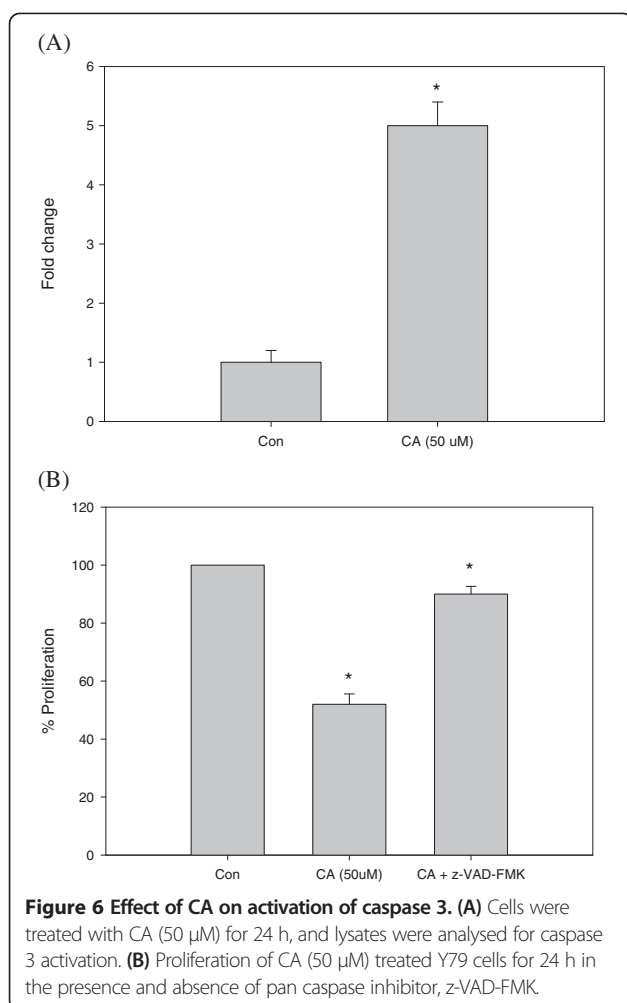 (A)
6
*
5
4
3
2
1
0
Fold change
Con CA (50 uM)
(B)
120
100
80
60
40
20
0
% Proliferation
*
*
Con CA (50uM) CA + z-VAD-FMK
Figure 6 Effect of CA on activation of caspase 3. (A) Cells were
treated with CA (50 μM) for 24 h, and lysates were analysed for caspase
3 activation. (B) Proliferation of CA (50 μM) treated Y79 cells for 24 h in
the presence and absence of pan caspase inhibitor, z-VAD-FMK.